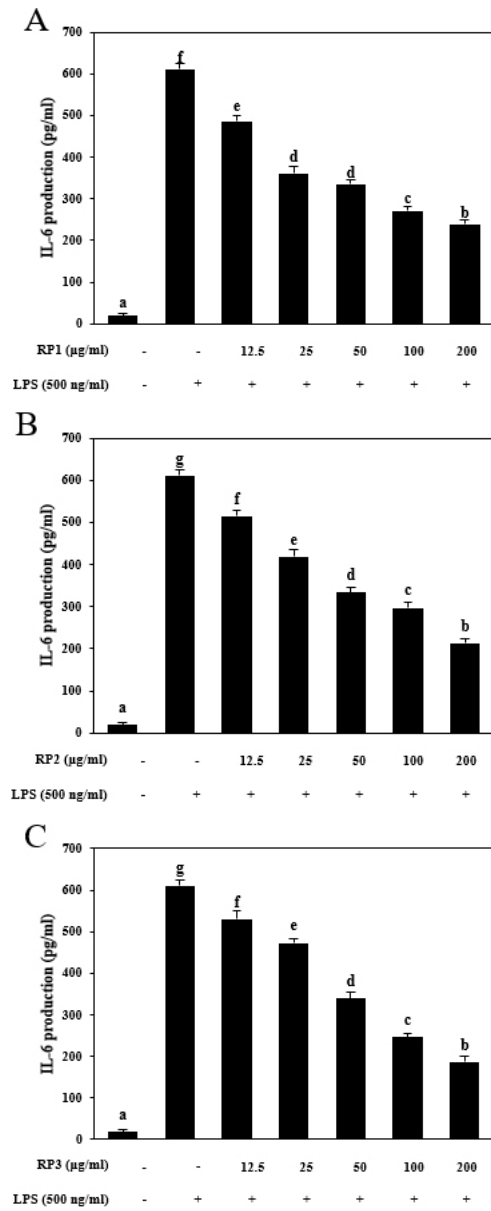 A
700
f
600
e
500
d
d
400
c
300
b
200
100
a
0
IL-6 production (pg/ml)
RP1 (µg/ml) - - 12.5 25 50 100 200
LPS (500 ng/ml) - + + + + + +
B
700
g
600
f
500
e
400
d
c
300
b
200
100
a
0
IL-6 production (pg/ml)
RP2 (µg/ml) - - 12.5 25 50 100 200
LPS (500 ng/ml) - + + + + + +
C
700
g
600
f
e
500
d
400
c
300
b
200
100
a
0
IL-6 production (pg/ml)
RP3 (µg/ml) - - 12.5 25 50 100 200
LPS (500 ng/ml) - + + + + + +